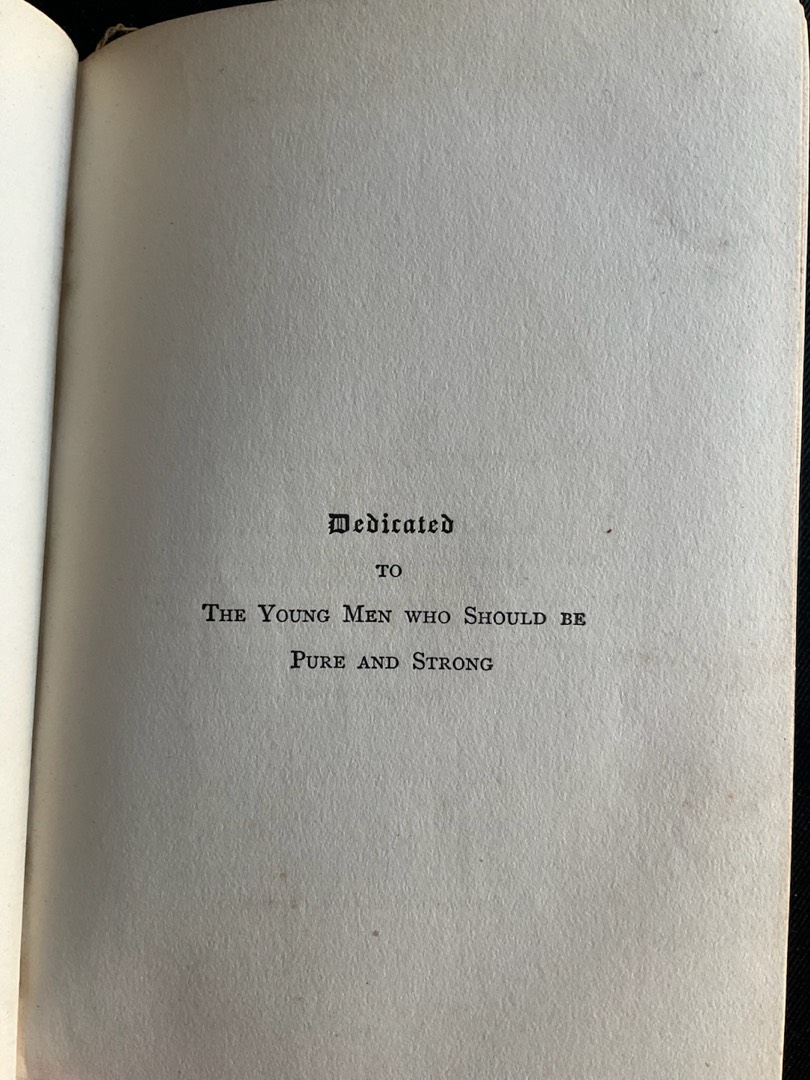 Dedicated
TO
THE YOUNG MEN WHO SHOULD BE
PURE AND STRONG